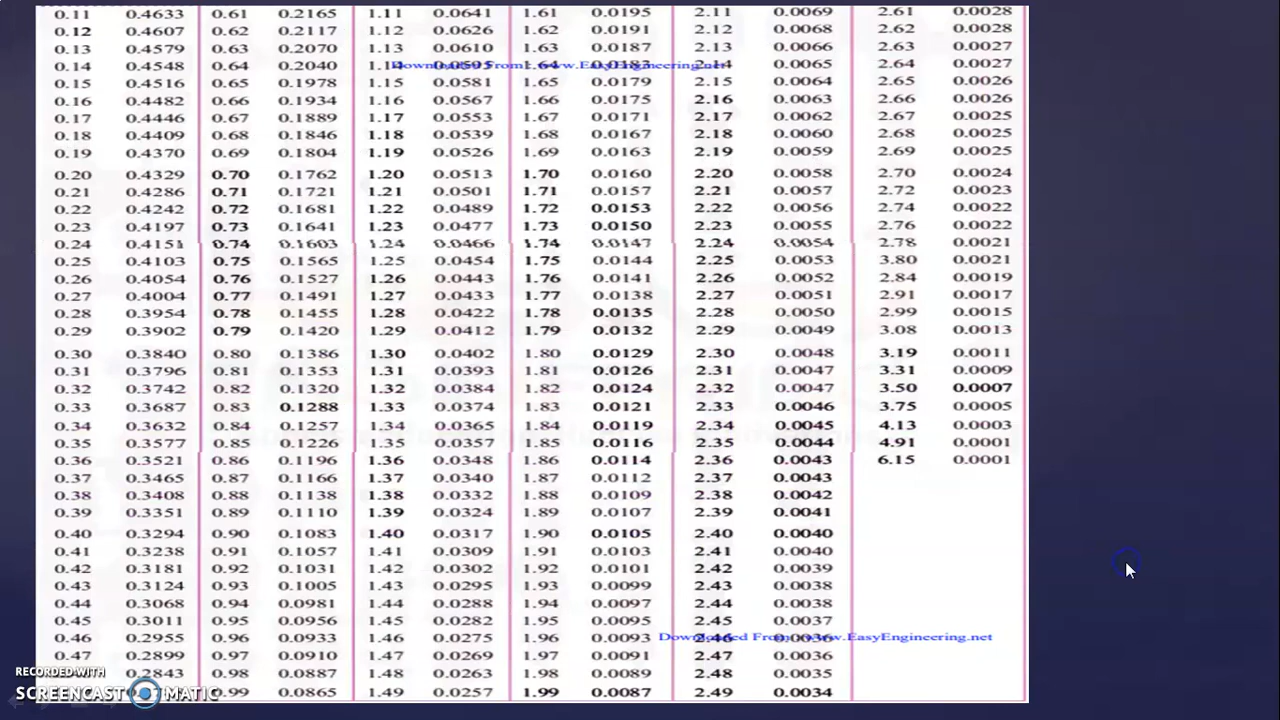 0.11 0.4633 0.61 0.2165 1.11 0.0641 1.61 0.0195 2.11 0.0069 2.61 0.0028
0.12 0.4607 0.62 0.2117 1.12 0.0626 1.62 0.0191 2.12 0.0068 2.62 0.0028
0.13 0.4579 0.63 0.2070 1.13 0.0610 1.63 0.0187 2.13 0.0066 2.63 0.0027
0.14 0.4548 0.64 0.2040 1.14 0.0595 1.64 0.0183 2.14 0.0065 2.64 0.0027
Downloaded From : www.EasyEngineering.net
0.15 0.4516 0.65 0.1978 1.15 0.0581 1.65 0.0179 2.15 0.0064 2.65 0.0026
0.16 0.4482 0.66 0.1934 1.16 0.0567 1.66 0.0175 2.16 0.0063 2.66 0.0026
0.17 0.4446 0.67 0.1889 1.17 0.0553 1.67 0.0171 2.17 0.0062 2.67 0.0025
0.18 0.4409 0.68 0.1846 1.18 0.0539 1.68 0.0167 2.18 0.0060 2.68 0.0025
0.19 0.4370 0.69 0.1804 1.19 0.0526 1.69 0.0163 2.19 0.0059 2.69 0.0025
0.20 0.4329 0.70 0.1762 1.20 0.0513 1.70 0.0160 2.20 0.0058 2.70 0.0024
0.21 0.4286 0.71 0.1721 1.21 0.0501 1.71 0.0157 2.21 0.0057 2.72 0.0023
0.22 0.4242 0.72 0.1681 1.22 0.0489 1.72 0.0153 2.22 0.0056 2.74 0.0022
0.23 0.4197 0.73 0.1641 1.23 0.0477 1.73 0.0150 2.23 0.0055 2.76 0.0022
0.24 0.4151 0.74 0.1603 1.24 0.0466 1.74 0.0147 2.24 0.0054 2.78 0.0021
0.25 0.4103 0.75 0.1565 1.25 0.0454 1.75 0.0144 2.25 0.0053 3.80 0.0021
0.26 0.4054 0.76 0.1527 1.26 0.0443 1.76 0.0141 2.26 0.0052 2.84 0.0019
0.27 0.4004 0.77 0.1491 1.27 0.0433 1.77 0.0138 2.27 0.0051 2.91 0.0017
0.28 0.3954 0.78 0.1455 1.28 0.0422 1.78 0.0135 2.28 0.0050 2.99 0.0015
0.29 0.3902 0.79 0.1420 1.29 0.0412 1.79 0.0132 2.29 0.0049 3.08 0.0013
0.30 0.3840 0.80 0.1386 1.30 0.0402 1.80 0.0129 2.30 0.0048 3.19 0.0011
0.31 0.3796 0.81 0.1353 1.31 0.0393 1.81 0.0126 2.31 0.0047 3.31 0.0009
0.32 0.3742 0.82 0.1320 1.32 0.0384 1.82 0.0124 2.32 0.0047 3.50 0.0007
0.33 0.3687 0.83 0.1288 1.33 0.0374 1.83 0.0121 2.33 0.0046 3.75 0.0005
0.34 0.3632 0.84 0.1257 1.34 0.0365 1.84 0.0119 2.34 0.0045 4.13 0.0003
0.35 0.3577 0.85 0.1226 1.35 0.0357 1.85 0.0116 2.35 0.0044 4.91 0.0001
0.36 0.3521 0.86 0.1196 1.36 0.0348 1.86 0.0114 2.36 0.0043 6.15 0.0001
0.37 0.3465 0.87 0.1166 1.37 0.0340 1.87 0.0112 2.37 0.0043
0.38 0.3408 0.88 0.1138 1.38 0.0332 1.88 0.0109 2.38 0.0042
0.39 0.3351 0.89 0.1110 1.39 0.0324 1.89 0.0107 2.39 0.0041
0.40 0.3294 0.90 0.1083 1.40 0.0317 1.90 0.0105 2.40 0.0040
0.41 0.3238 0.91 0.1057 1.41 0.0309 1.91 0.0103 2.41 0.0040
0.42 0.3181 0.92 0.1031 1.42 0.0302 1.92 0.0101 2.42 0.0039
0.43 0.3124 0.93 0.1005 1.43 0.0295 1.93 0.0099 2.43 0.0038
0.44 0.3068 0.94 0.0981 1.44 0.0288 1.94 0.0097 2.44 0.0038
0.45 0.3011 0.95 0.0956 1.45 0.0282 1.95 0.0095 2.45 0.0037
0.46 0.2955 0.96 0.0933 1.46 0.0275 1.96 0.0093 2.46 0.0036
Downloaded From : www.EasyEngineering.net
0.47 0.2899 0.97 0.0910 1.47 0.0269 1.97 0.0091 2.47 0.0036
0.2843 0.98 0.0887 1.48 0.0263 1.98 0.0089 2.48 0.0035
0.99 0.0865 1.49 0.0257 1.99 0.0087 2.49 0.0034
RECORDED WITH
SCREENCAST MATIC